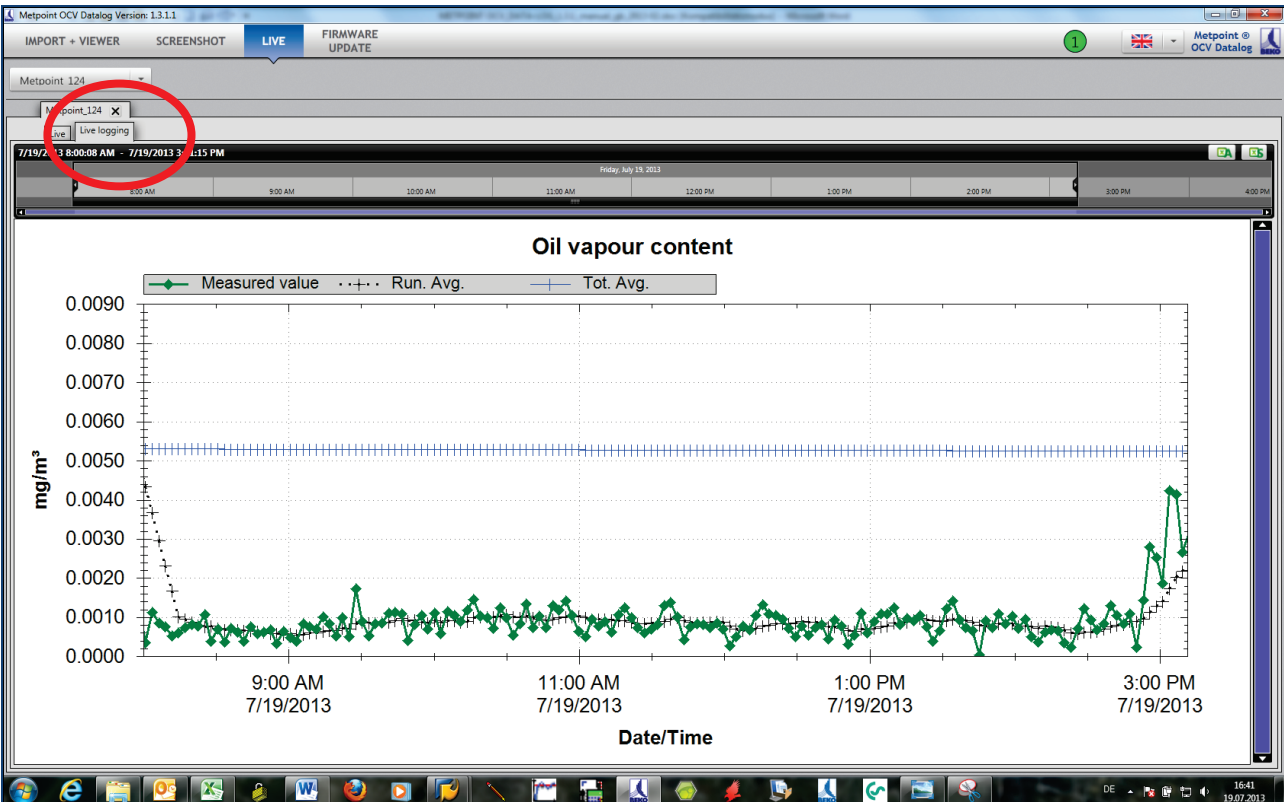 Metpoint OCV Datalog Version: 1.3.1.1
IMPORT + VIEWER
SCREENSHOT
LIVE
FIRMWARE
UPDATE
1
Metpoint ®
OCV Datalog
BEKO
Metpoint 124
Metpoint_124 X
Live
Live logging
7/19/2013 8:00:08 AM - 7/19/2013 3: :15 PM
Friday, July 19, 2013
8:00 AM 9:00 AM 10:00 AM 11:00 AM 12:00 PM 1:00 PM 2:00 PM 3:00 PM 4:00 PM
Oil vapour content
Measured value Run. Avg. Tot. Avg.
0.0090
0.0080
0.0070
0.0060
0.0050
0.0040
0.0030
0.0020
0.0010
0.0000
mg/m³
9:00 AM 11:00 AM 1:00 PM 3:00 PM
7/19/2013 7/19/2013 7/19/2013 7/19/2013
Date/Time
BEKO
DE
16:41
19.07.2013